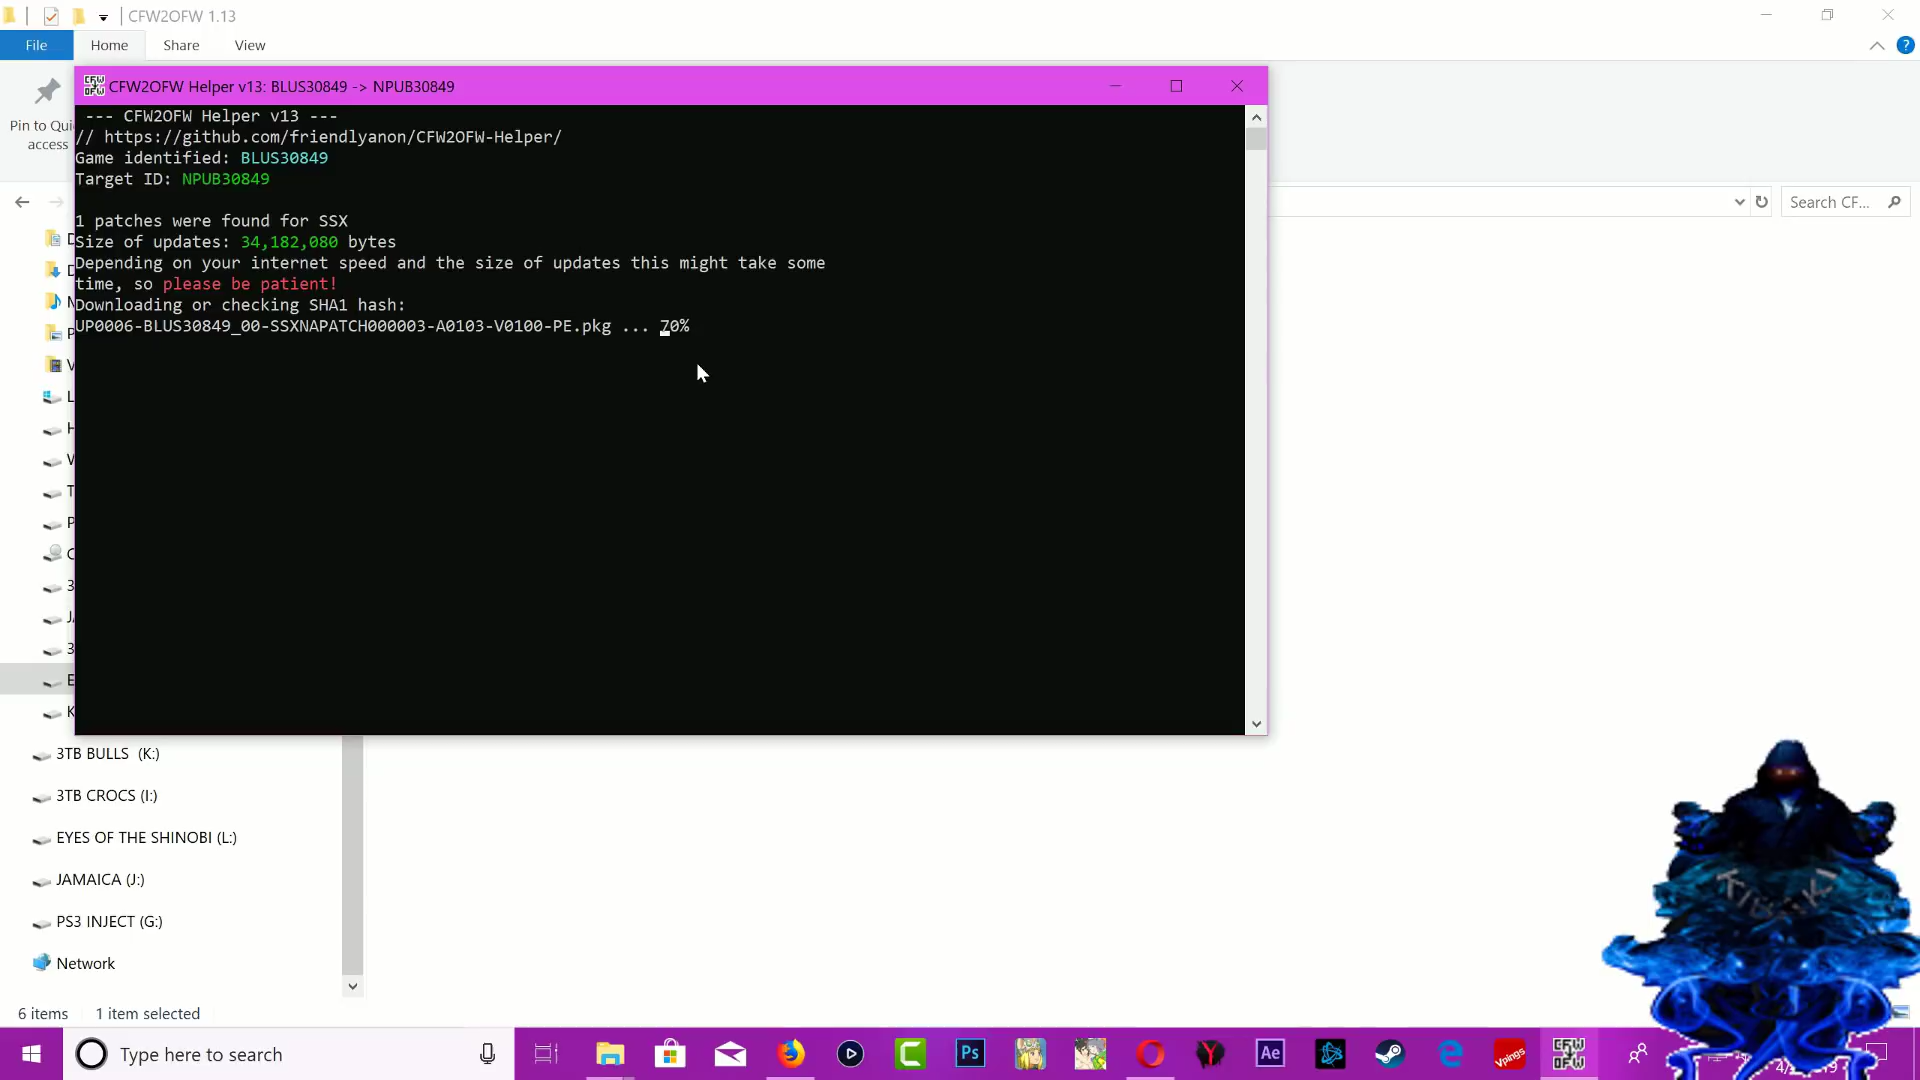 CFW2OFW 1.13
File
Home
Share
View
CFW2OFW Helper v13: BLUS30849 -> NPUB30849
Pin to Qu
access
--- CFW2OFW Helper v13 ---
// https://github.com/friendlyanon/CFW2OFW-Helper/
Game identified: BLUS30849
Target ID: NPUB30849
1 patches were found for SSX
Size of updates: 34,182,080 bytes
Depending on your internet speed and the size of updates this might take some
time, so please be patient!
Downloading or checking SHA1 hash:
UP0006-BLUS30849_00-SSXNAPATCH000003-A0103-V0100-PE.pkg ... 70%
Search CF...
3TB BULLS (K:)
3TB CROCS (I:)
EYES OF THE SHINOBI (L:)
JAMAICA (J:)
PS3 INJECT (G:)
Network
6 items
1 item selected
Type here to search
Ps
Ae
Vpings
CFW
OFW